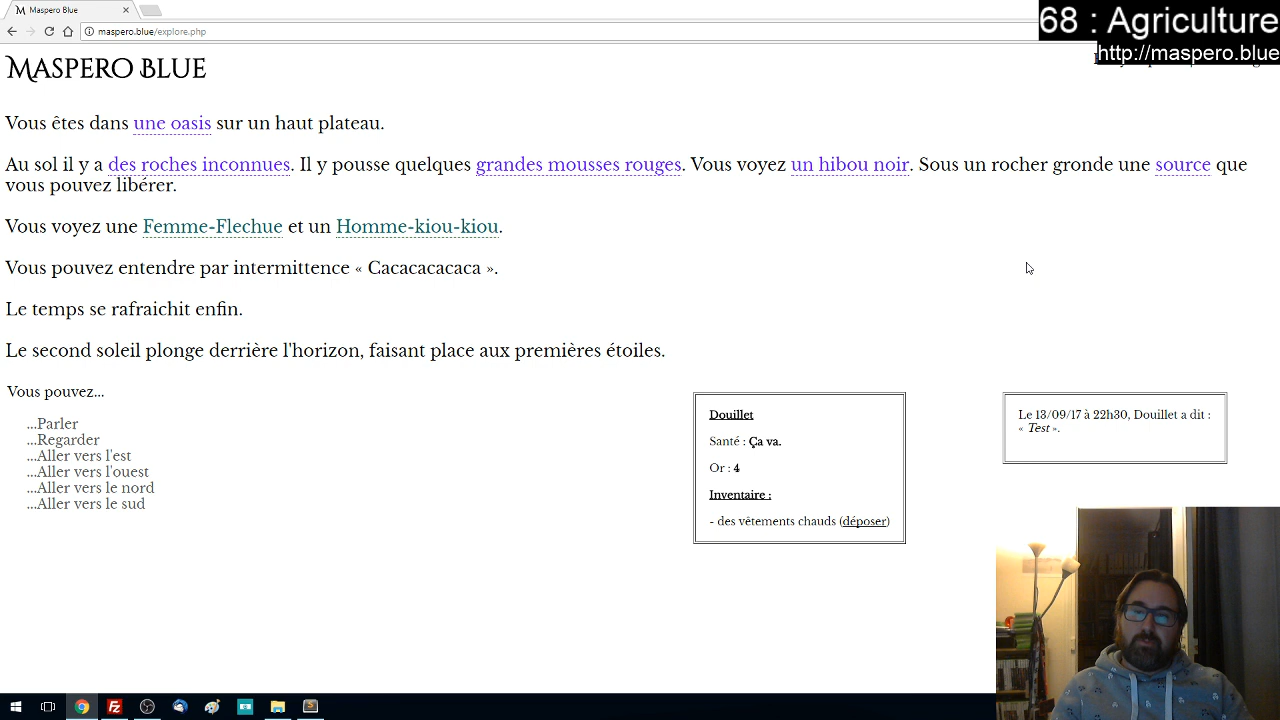 Maspero Blue
maspero.blue/explore.php
68 : Agriculture
http://maspero.blue
Maspero Blue
Vous êtes dans une oasis sur un haut plateau.
Au sol il y a des roches inconnues. Il y pousse quelques grandes mousses rouges. Vous voyez un hibou noir. Sous un rocher gronde une source que
vous pouvez libérer.
Vous voyez une Femme-Flechue et un Homme-kiou-kiou.
Vous pouvez entendre par intermittence « Cacacacacaca ».
Le temps se rafraichit enfin.
Le second soleil plonge derrière l'horizon, faisant place aux premières étoiles.
Vous pouvez...
...Parler
...Regarder
...Aller vers l'est
...Aller vers l'ouest
...Aller vers le nord
...Aller vers le sud
Douillet
Santé : Ça va.
Or : 4
Inventaire :
- des vêtements chauds (déposer)
Le 13/09/17 à 22h30, Douillet a dit :
« Test ».